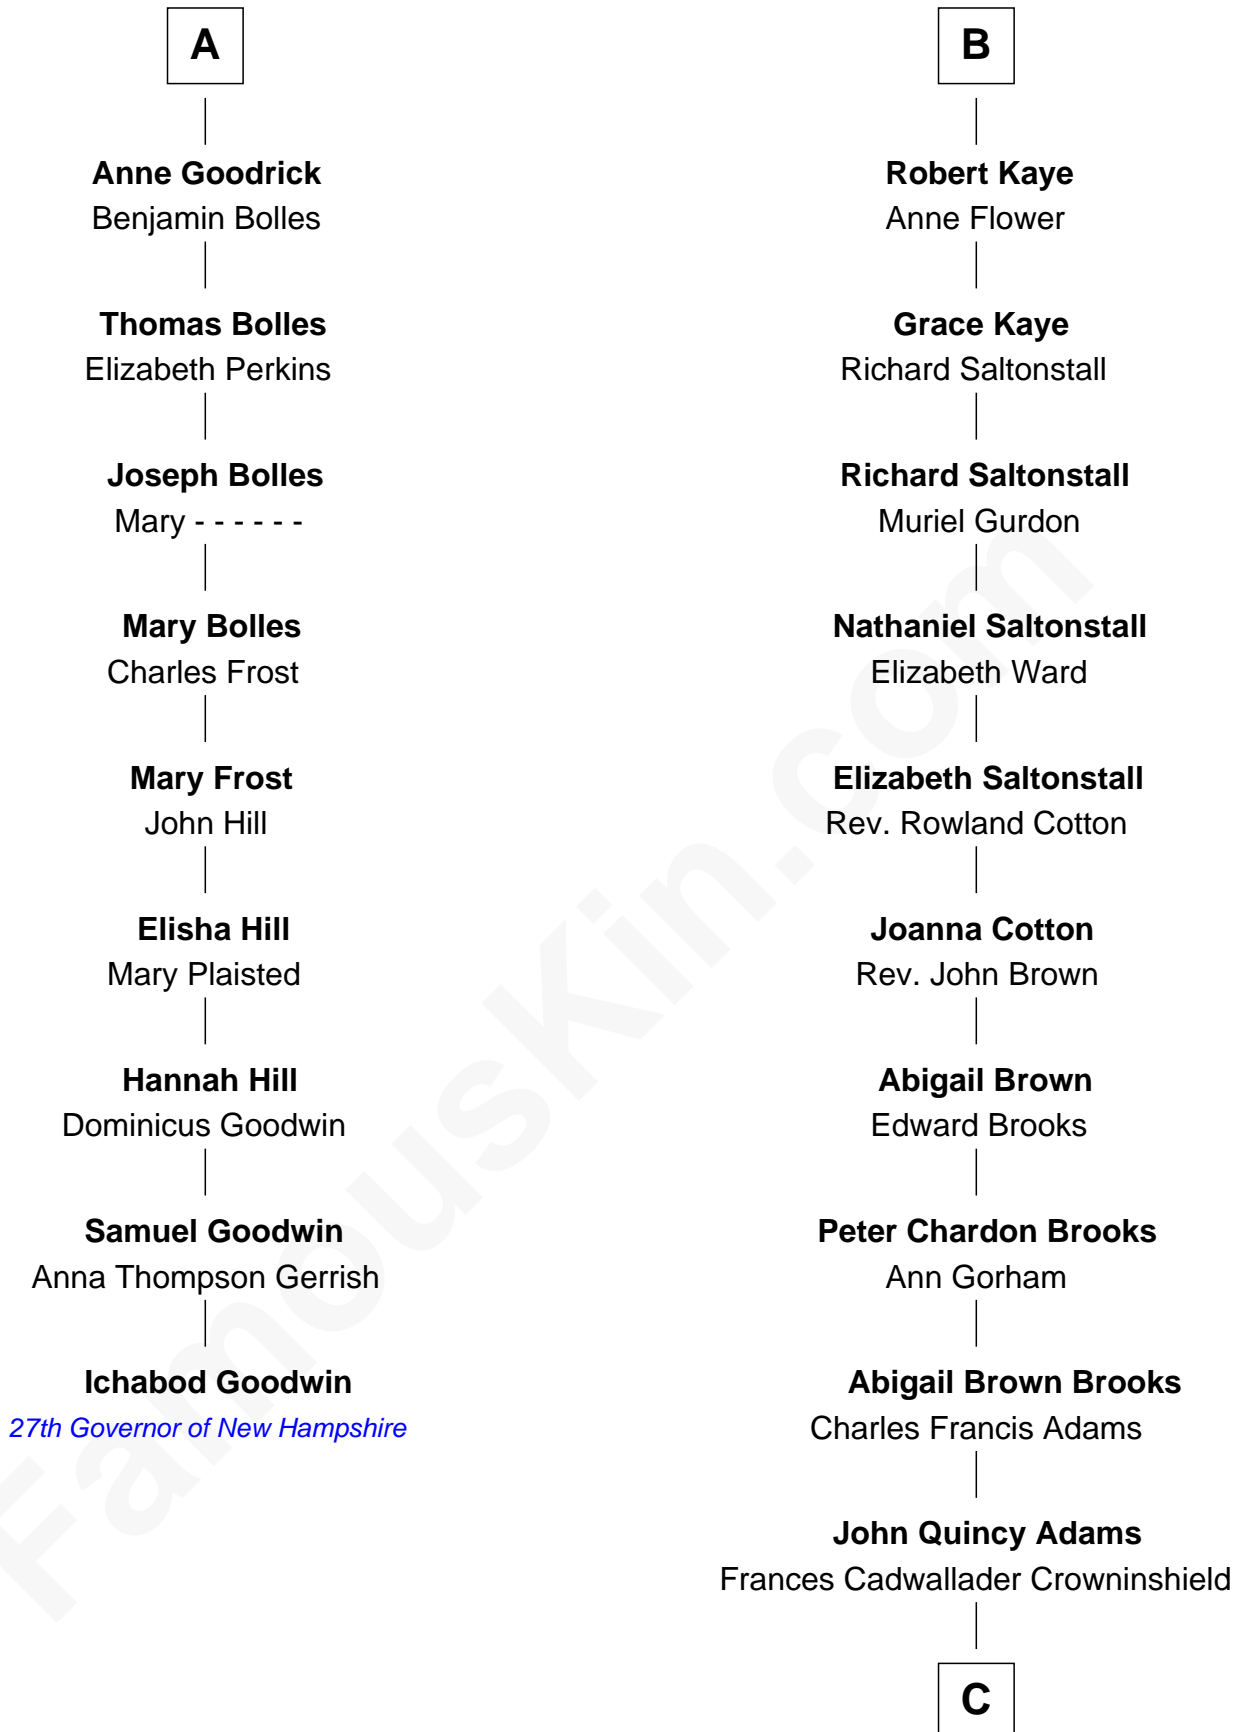 A
Anne Goodrick
Benjamin Bolles
Thomas Bolles
Elizabeth Perkins
Joseph Bolles
Mary - - - - - -
Mary Bolles
Charles Frost
Mary Frost
John Hill
Elisha Hill
Mary Plaisted
Hannah Hill
Dominicus Goodwin
Samuel Goodwin
Anna Thompson Gerrish
Ichabod Goodwin
27th Governor of New Hampshire
B
Robert Kaye
Anne Flower
Grace Kaye
Richard Saltonstall
Richard Saltonstall
Muriel Gurdon
Nathaniel Saltonstall
Elizabeth Ward
Elizabeth Saltonstall
Rev. Rowland Cotton
Joanna Cotton
Rev. John Brown
Abigail Brown
Edward Brooks
Peter Chardon Brooks
Ann Gorham
Abigail Brown Brooks
Charles Francis Adams
John Quincy Adams
Frances Cadwallader Crowninshield
C
FamousKin.com